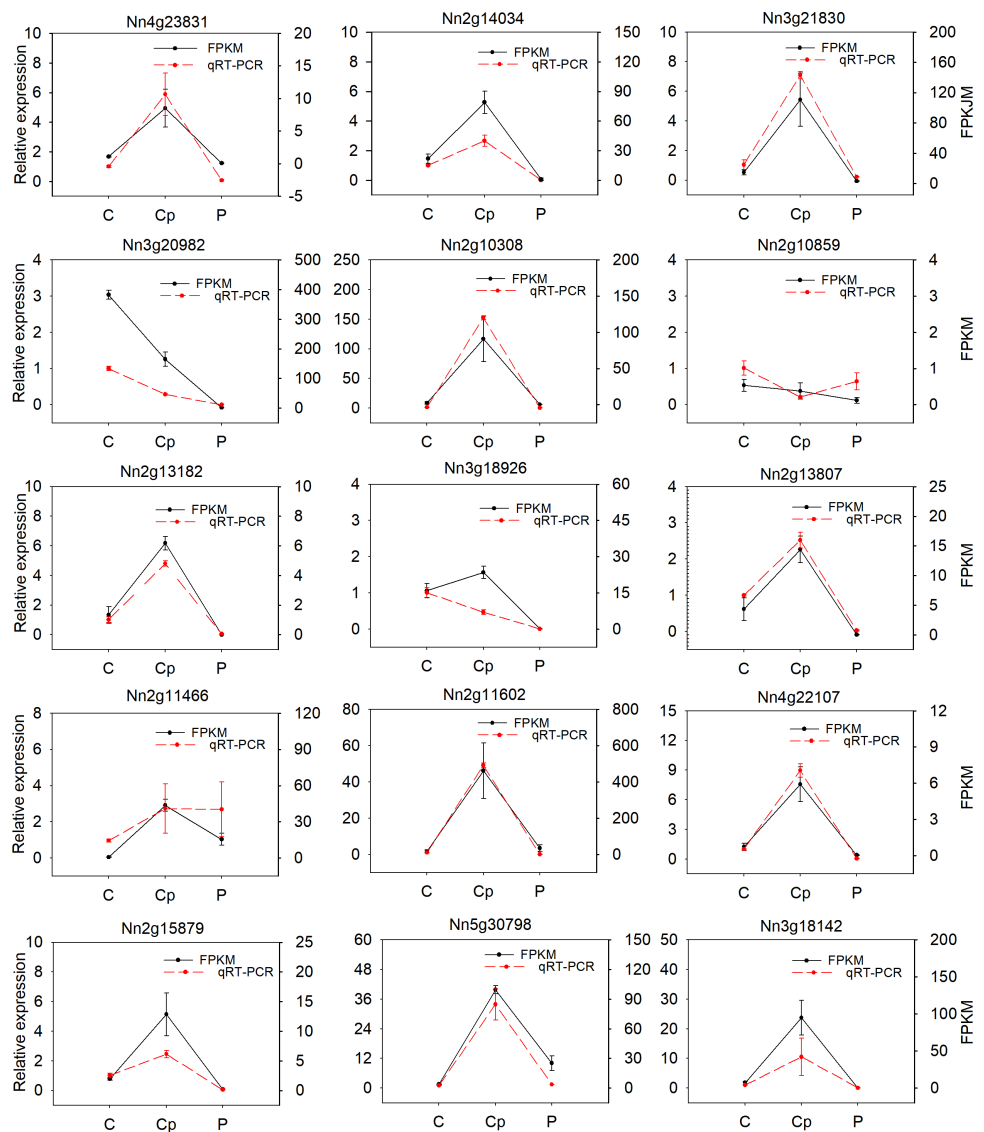 Nn4g23831 Nn2g14034 Nn3g21830
10 20 10 150 10 200
FPKM FPKM FPKM
qRT-PCR qRT-PCR qRT-PCR
8 15 8 120 8 160
6 10 6 90 6 120
4 5 4 60 4 80
2 0 2 30 2 40
0 -5 0 0 0 0
Relative expression FPKJM
C Cp P C Cp P C Cp P
Nn3g20982 Nn2g10308 Nn2g10859
4 500 250 200 4 4
FPKM FPKM FPKM
qRT-PCR qRT-PCR qRT-PCR
3 400 200 150 3 3
2 300 150 100 2 2
1 200 100 50 1 1
0 100 50 0 0 0
0 0
Relative expression FPKM
C Cp P C Cp P C Cp P
Nn2g13182 Nn3g18926 Nn2g13807
10 10 4 60 4 25
FPKM FPKM FPKM
qRT-PCR qRT-PCR qRT-PCR
8 8 3 45 3 20
6 6 2 30 2 15
4 4 1 15 1 10
2 2 0 0 0 5
0 0 0
Relative expression FPKM
C Cp P C Cp P C Cp P
Nn2g11466 Nn2g11602 Nn4g22107
8 120 80 800 15 12
FPKM FPKM FPKM
qRT-PCR qRT-PCR qRT-PCR
6 90 60 600 12 9
4 60 40 400 9 6
2 30 20 200 6 3
0 0 0 0 3 0
0
Relative expression FPKM
C Cp P C Cp P C Cp P
Nn2g15879 Nn5g30798 Nn3g18142
10 25 60 150 50 200
FPKM FPKM FPKM
qRT-PCR qRT-PCR qRT-PCR
8 20 48 120 40 150
6 15 36 90 30 100
4 10 24 60 20 50
2 5 12 30 10 0
0 0 0 0 0
Relative expression FPKM
C Cp P C Cp P C Cp P